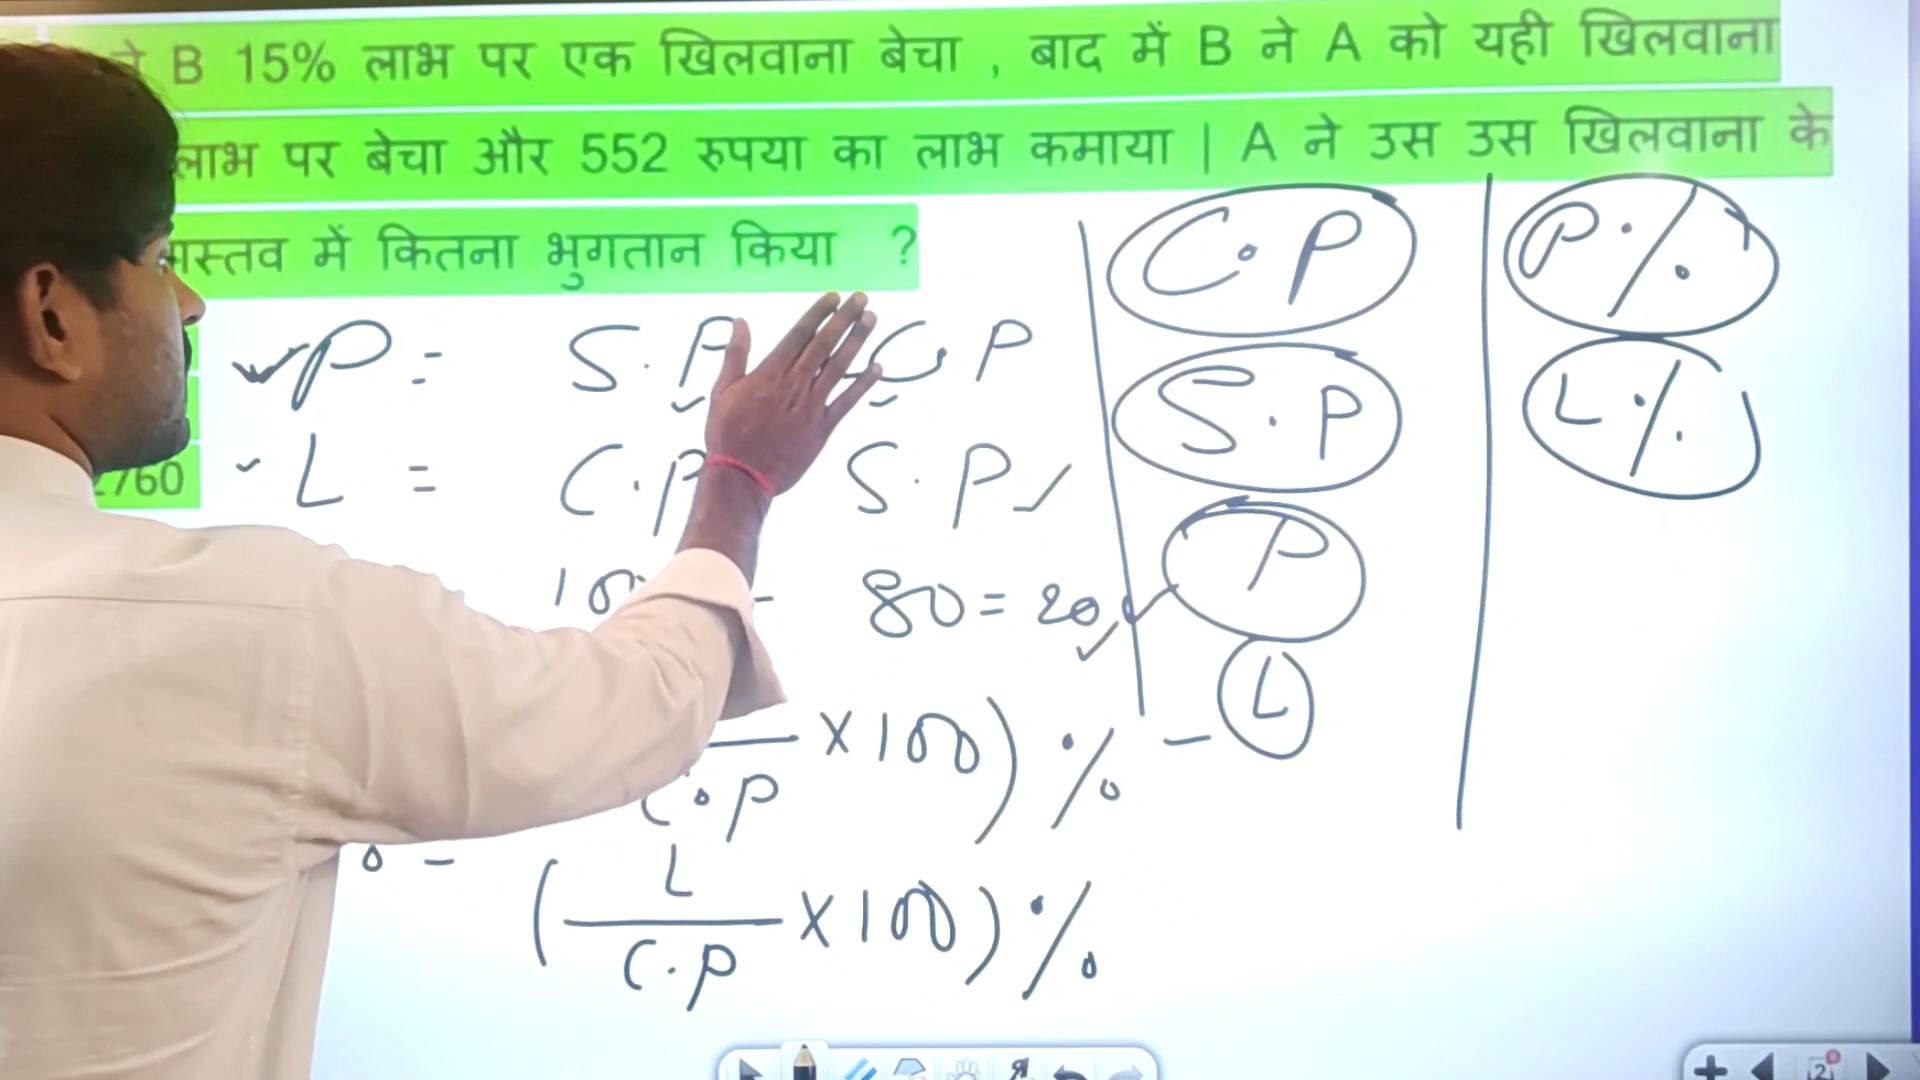 B 15% लाभ पर एक खिलवाना बेचा , बाद में B ने A को यही खिलवाना
लाभ पर बेचा और 552 रुपया का लाभ कमाया | A ने उस उस खिलवाना के
में कितना भुगतान किया ?
C.P
P.%
P = S.P C.P
S.P
L%
760
L = C.P S.P
P
80 = 20
L
C.P × 100) %
L
( × 100) %
C.P